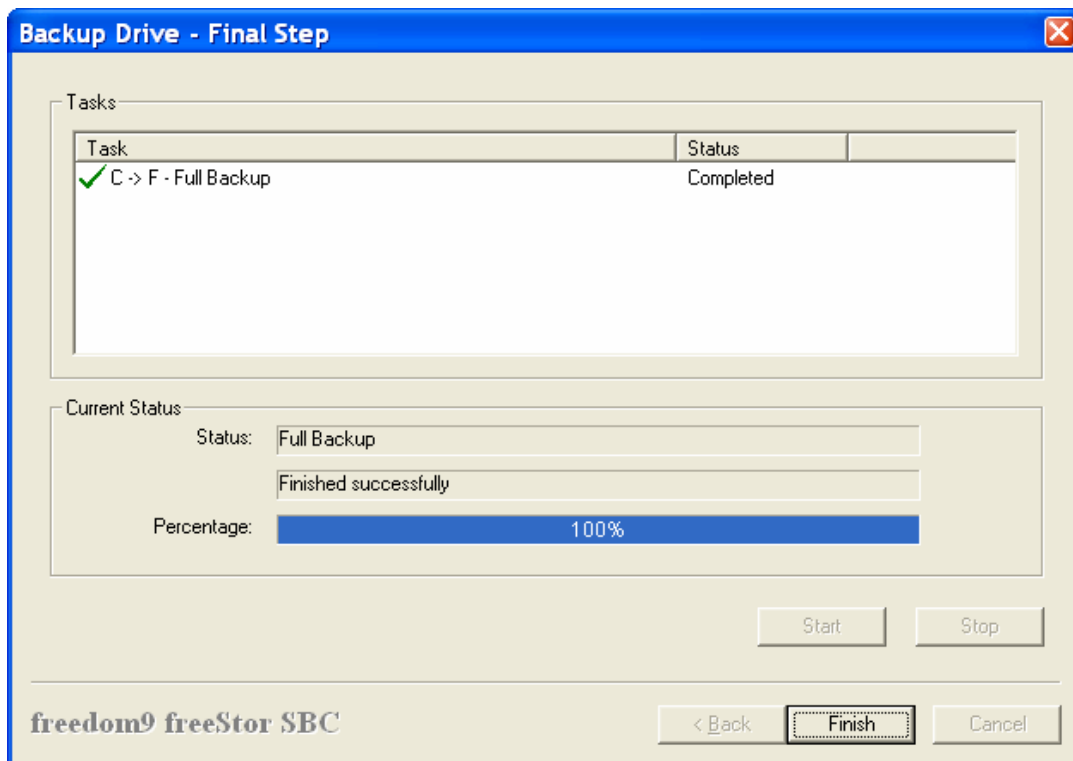 Backup Drive - Final Step
Tasks
Task Status
C -> F - Full Backup Completed
Current Status
Status: Full Backup
Finished successfully
Percentage: 100%
Start Stop
freedom9 freeStor SBC < Back Finish Cancel